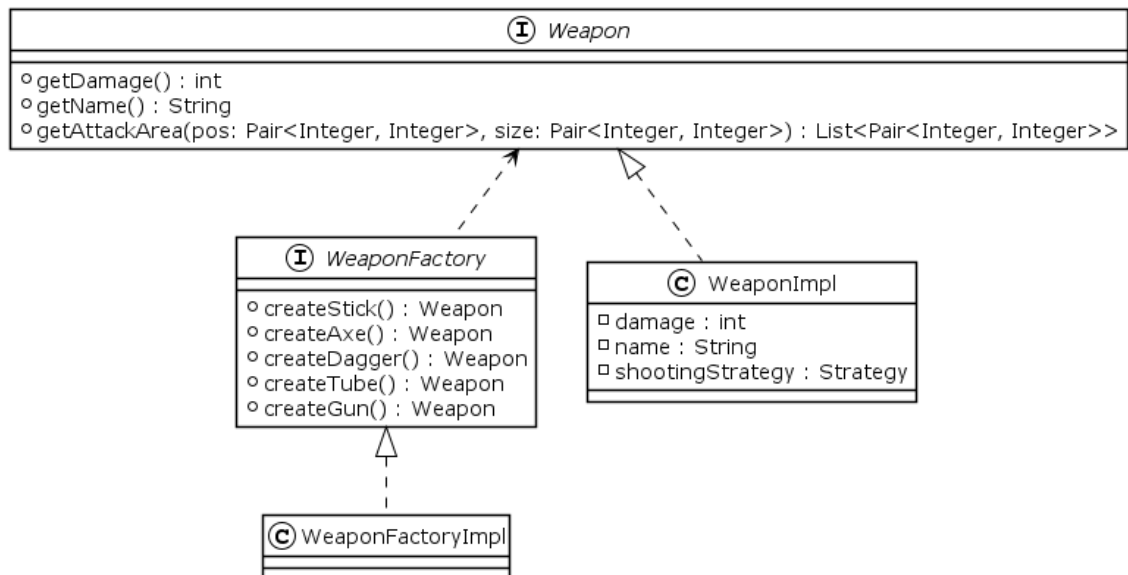 I Weapon
getDamage() : int
getName() : String
getAttackArea(pos: Pair<Integer, Integer>, size: Pair<Integer, Integer>) : List<Pair<Integer, Integer>>
I WeaponFactory
createStick() : Weapon
createAxe() : Weapon
createDagger() : Weapon
createTube() : Weapon
createGun() : Weapon
C WeaponImpl
damage : int
name : String
shootingStrategy : Strategy
C WeaponFactoryImpl